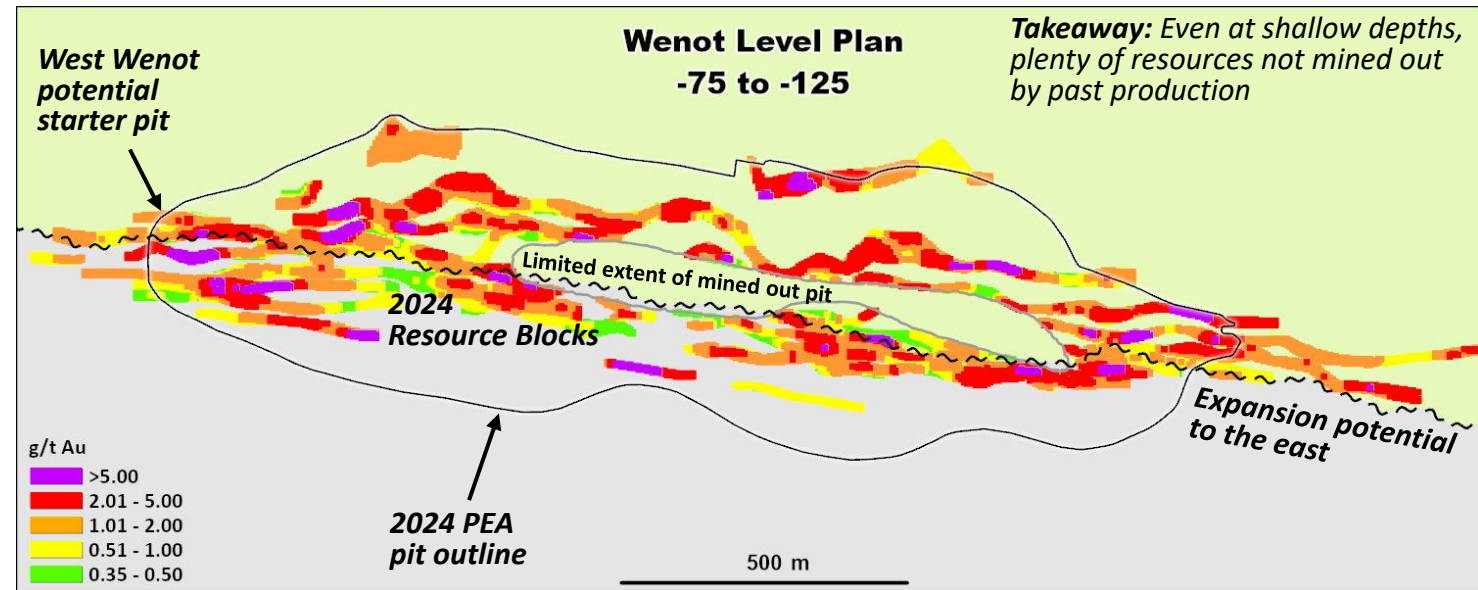 Wenot Level Plan
-75 to -125
Takeaway: Even at shallow depths,
plenty of resources not mined out
by past production
West Wenot
potential
starter pit
Limited extent of mined out pit
2024
Resource Blocks
Expansion potential
to the east
2024 PEA
pit outline
g/t Au
>5.00
2.01 - 5.00
1.01 - 2.00
0.51 - 1.00
0.35 - 0.50
500 m